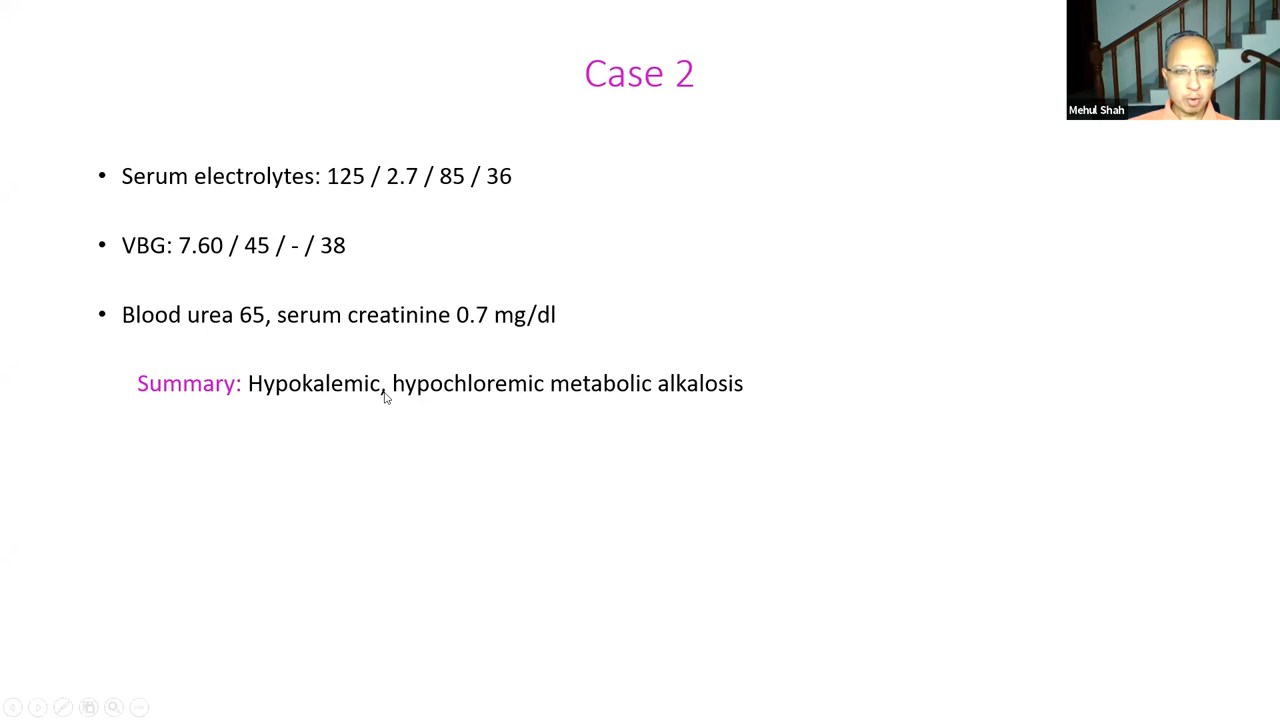 Case 2
Mehul Shah
• Serum electrolytes: 125 / 2.7 / 85 / 36
• VBG: 7.60 / 45 / - / 38
• Blood urea 65, serum creatinine 0.7 mg/dl
Summary: Hypokalemic, hypochloremic metabolic alkalosis